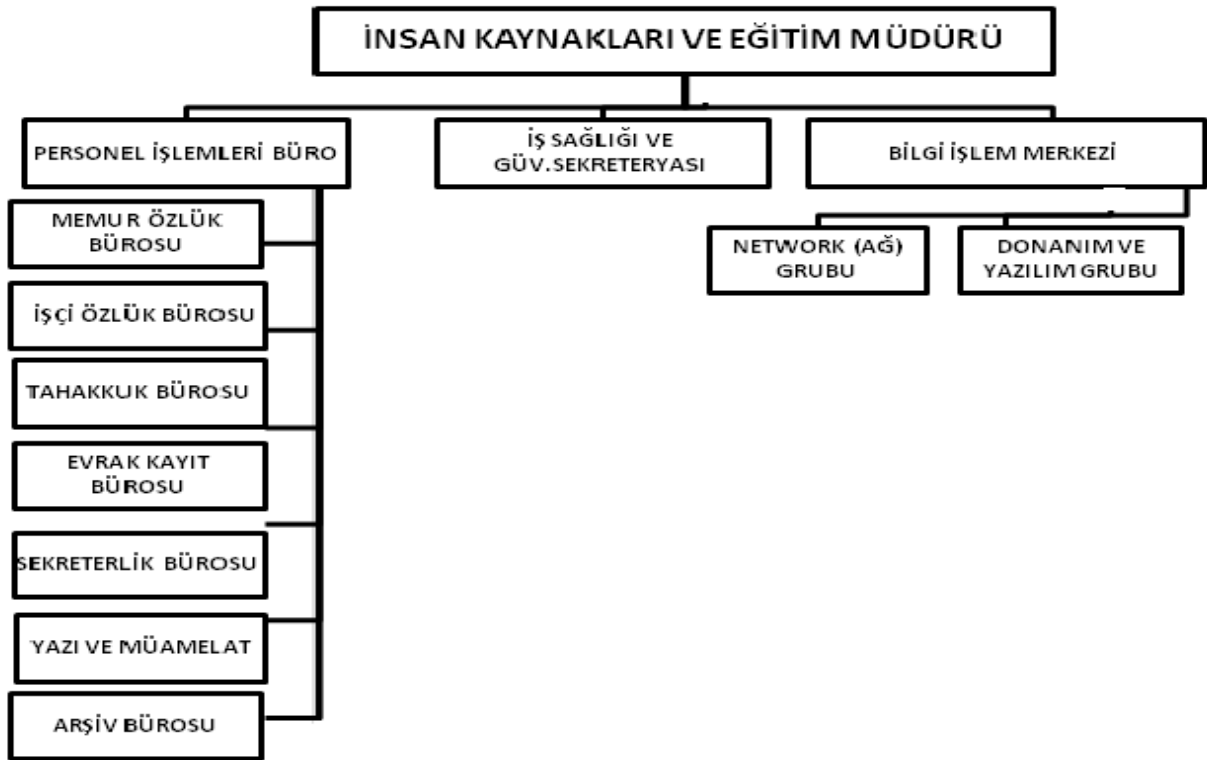 İNSAN KAYNAKLARI VE EĞİTİM MÜDÜRÜ
PERSONEL İŞLEMLERİ BÜRO
İŞ SAĞLIĞI VE
GÜV.SEKRETERYASI
BİLGİ İŞLEM MERKEZİ
MEMUR ÖZLÜK
BÜROSU
İŞÇİ ÖZLÜK BÜROSU
TAHAKKUK BÜROSU
EVRAK KAYIT
BÜROSU
SEKRETERLİK BÜROSU
YAZI VE MÜAMELAT
ARŞİV BÜROSU
NETWORK (AĞ)
GRUBU
DONANIM VE
YAZILIM GRUBU